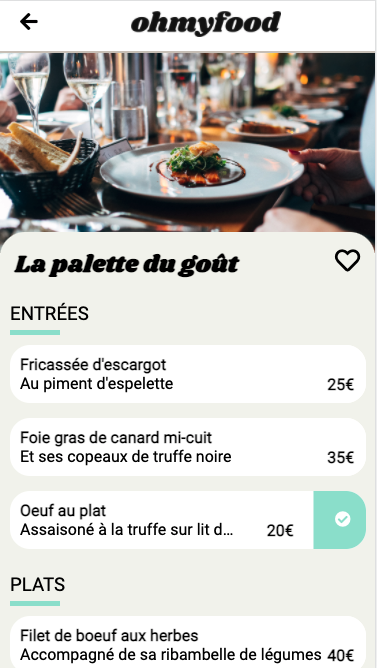 ohmyfood
La palette du goût
ENTRÉES
Fricassée d'escargot
Au piment d'espelette
25€
Foie gras de canard mi-cuit
Et ses copeaux de truffe noire
35€
Oeuf au plat
Assaisoné à la truffe sur lit d...
20€
PLATS
Filet de boeuf aux herbes
Accompagné de sa ribambelle de légumes
40€